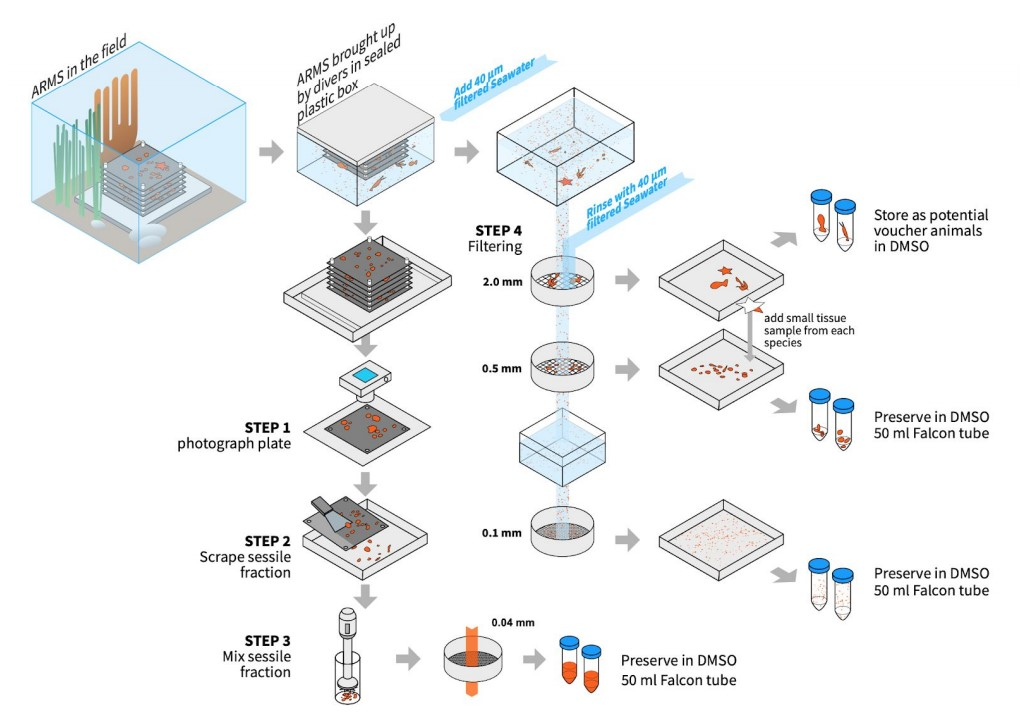 ARMS in the field
ARMS brought up
by divers in sealed
plastic box
Add 40 µm
filtered Seawater
Rinse with 40 µm
filtered Seawater
STEP 4
Filtering
2.0 mm
Store as potential
voucher animals
in DMSO
add small tissue
sample from each
species
0.5 mm
Preserve in DMSO
50 ml Falcon tube
STEP 1
photograph plate
0.1 mm
STEP 2
Scrape sessile
fraction
Preserve in DMSO
50 ml Falcon tube
STEP 3
Mix sessile
fraction
0.04 mm
Preserve in DMSO
50 ml Falcon tube